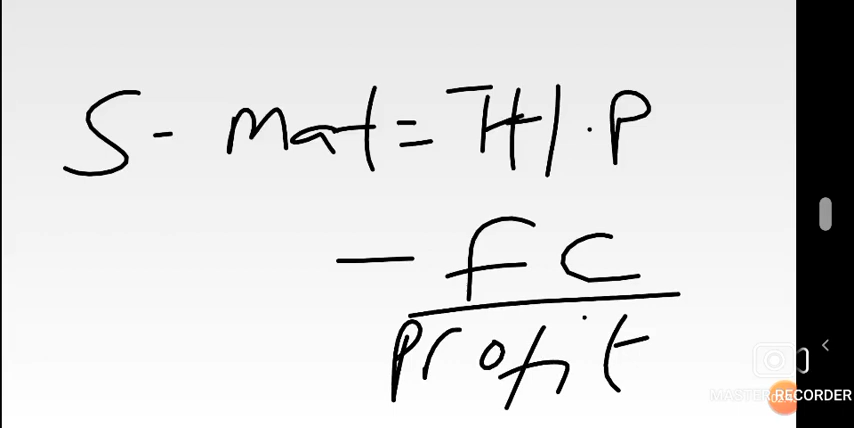 S - mat = TH/.P
- FC
Profit
MASTER RECORDER